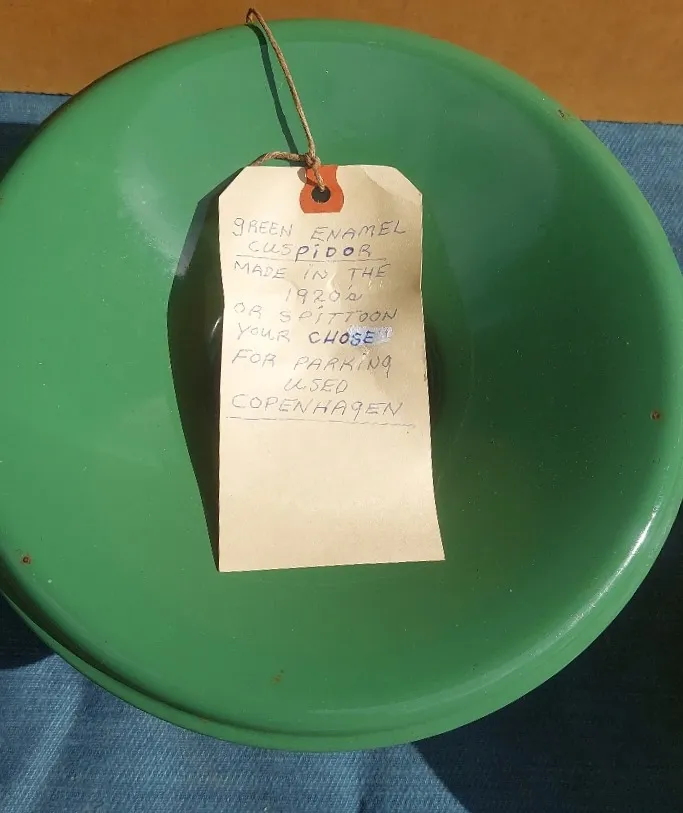 GREEN ENAMEL
CUSPIDOR
MADE IN THE
1920's
OR SPITTOON
YOUR CHOSE
FOR PARKING
USED
COPENHAGEN